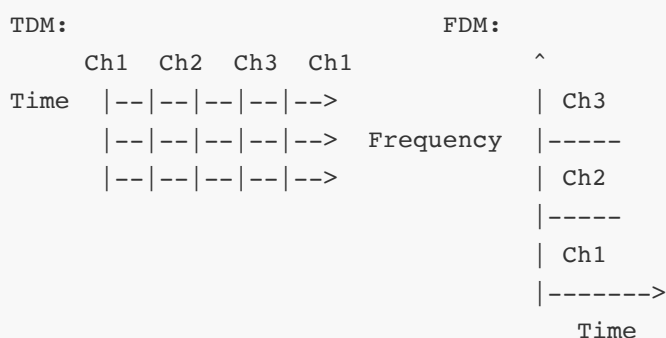 TDM:                               FDM:
     Ch1  Ch2  Ch3  Ch1             ^
Time  |--|--|--|--|-->              | Ch3
      |--|--|--|--|-->  Frequency   |-----
      |--|--|--|--|-->              | Ch2
                                    |-----
                                    | Ch1
                                    |------->
                                       Time